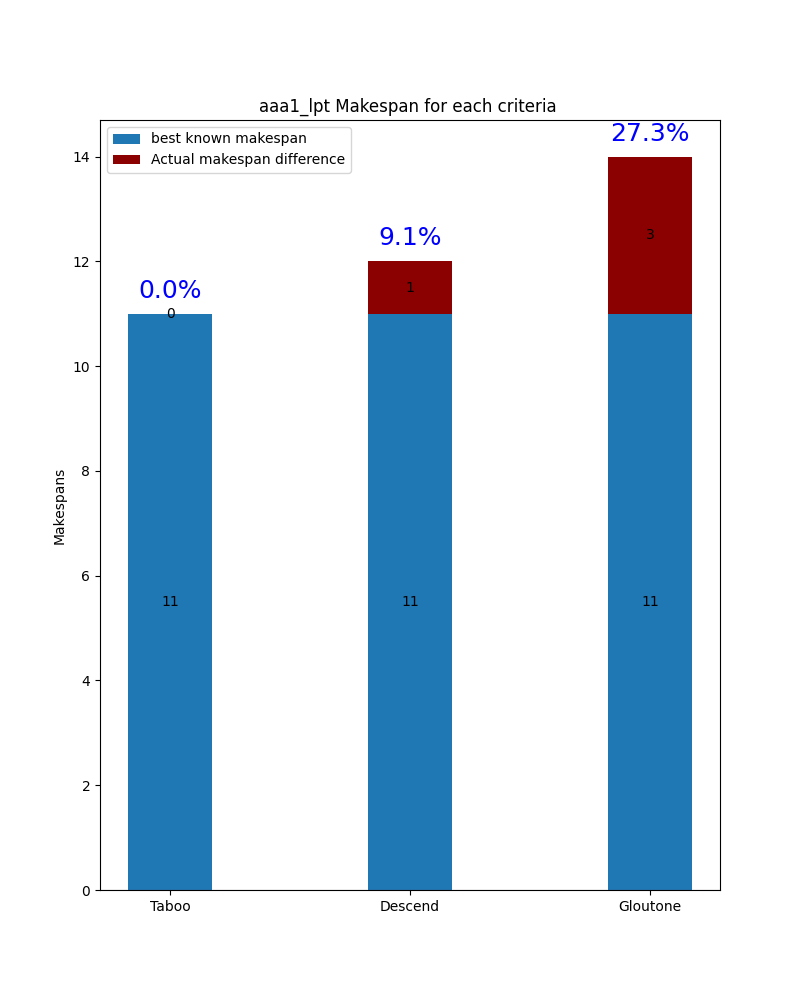 aaa1_lpt Makespan for each criteria
best known makespan
Actual makespan difference
27.3%
9.1%
0.0%
0
1
3
11
11
11
Makespans
14
12
10
8
6
4
2
0
Taboo
Descend
Gloutone